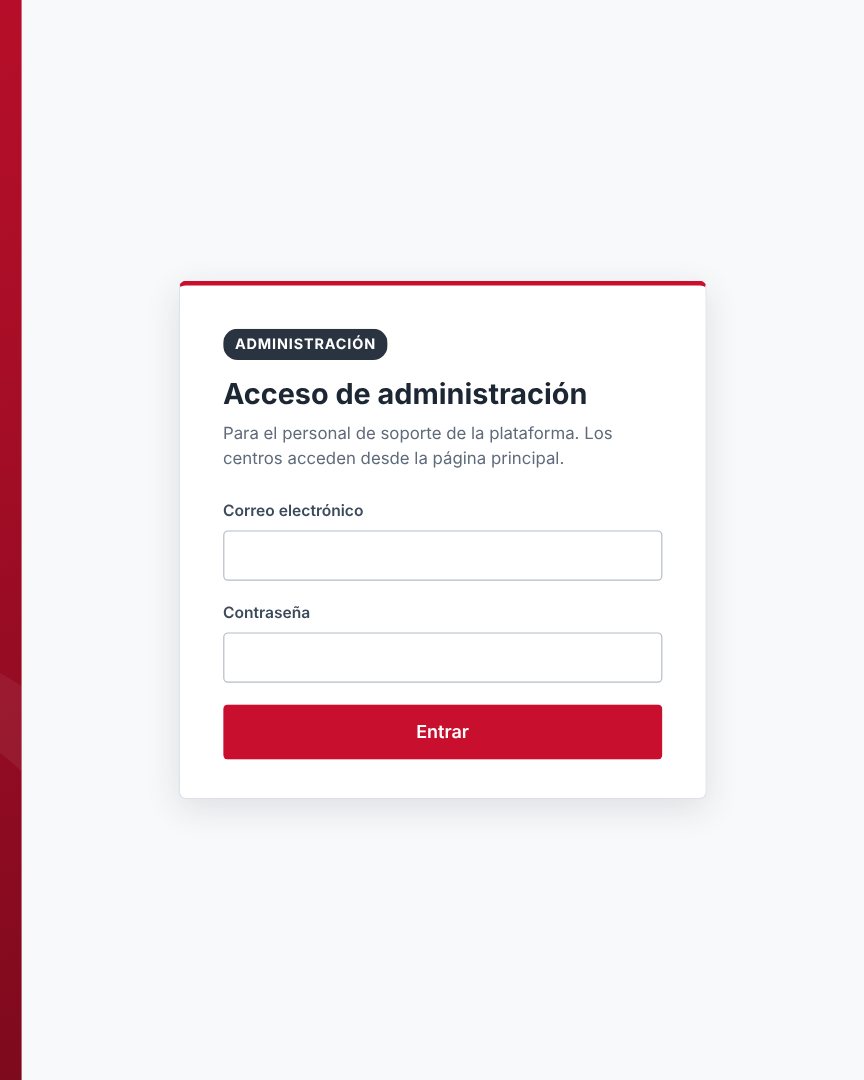 ADMINISTRACIÓN
Acceso de administración
Para el personal de soporte de la plataforma. Los
centros acceden desde la página principal.
Correo electrónico
Contraseña
Entrar